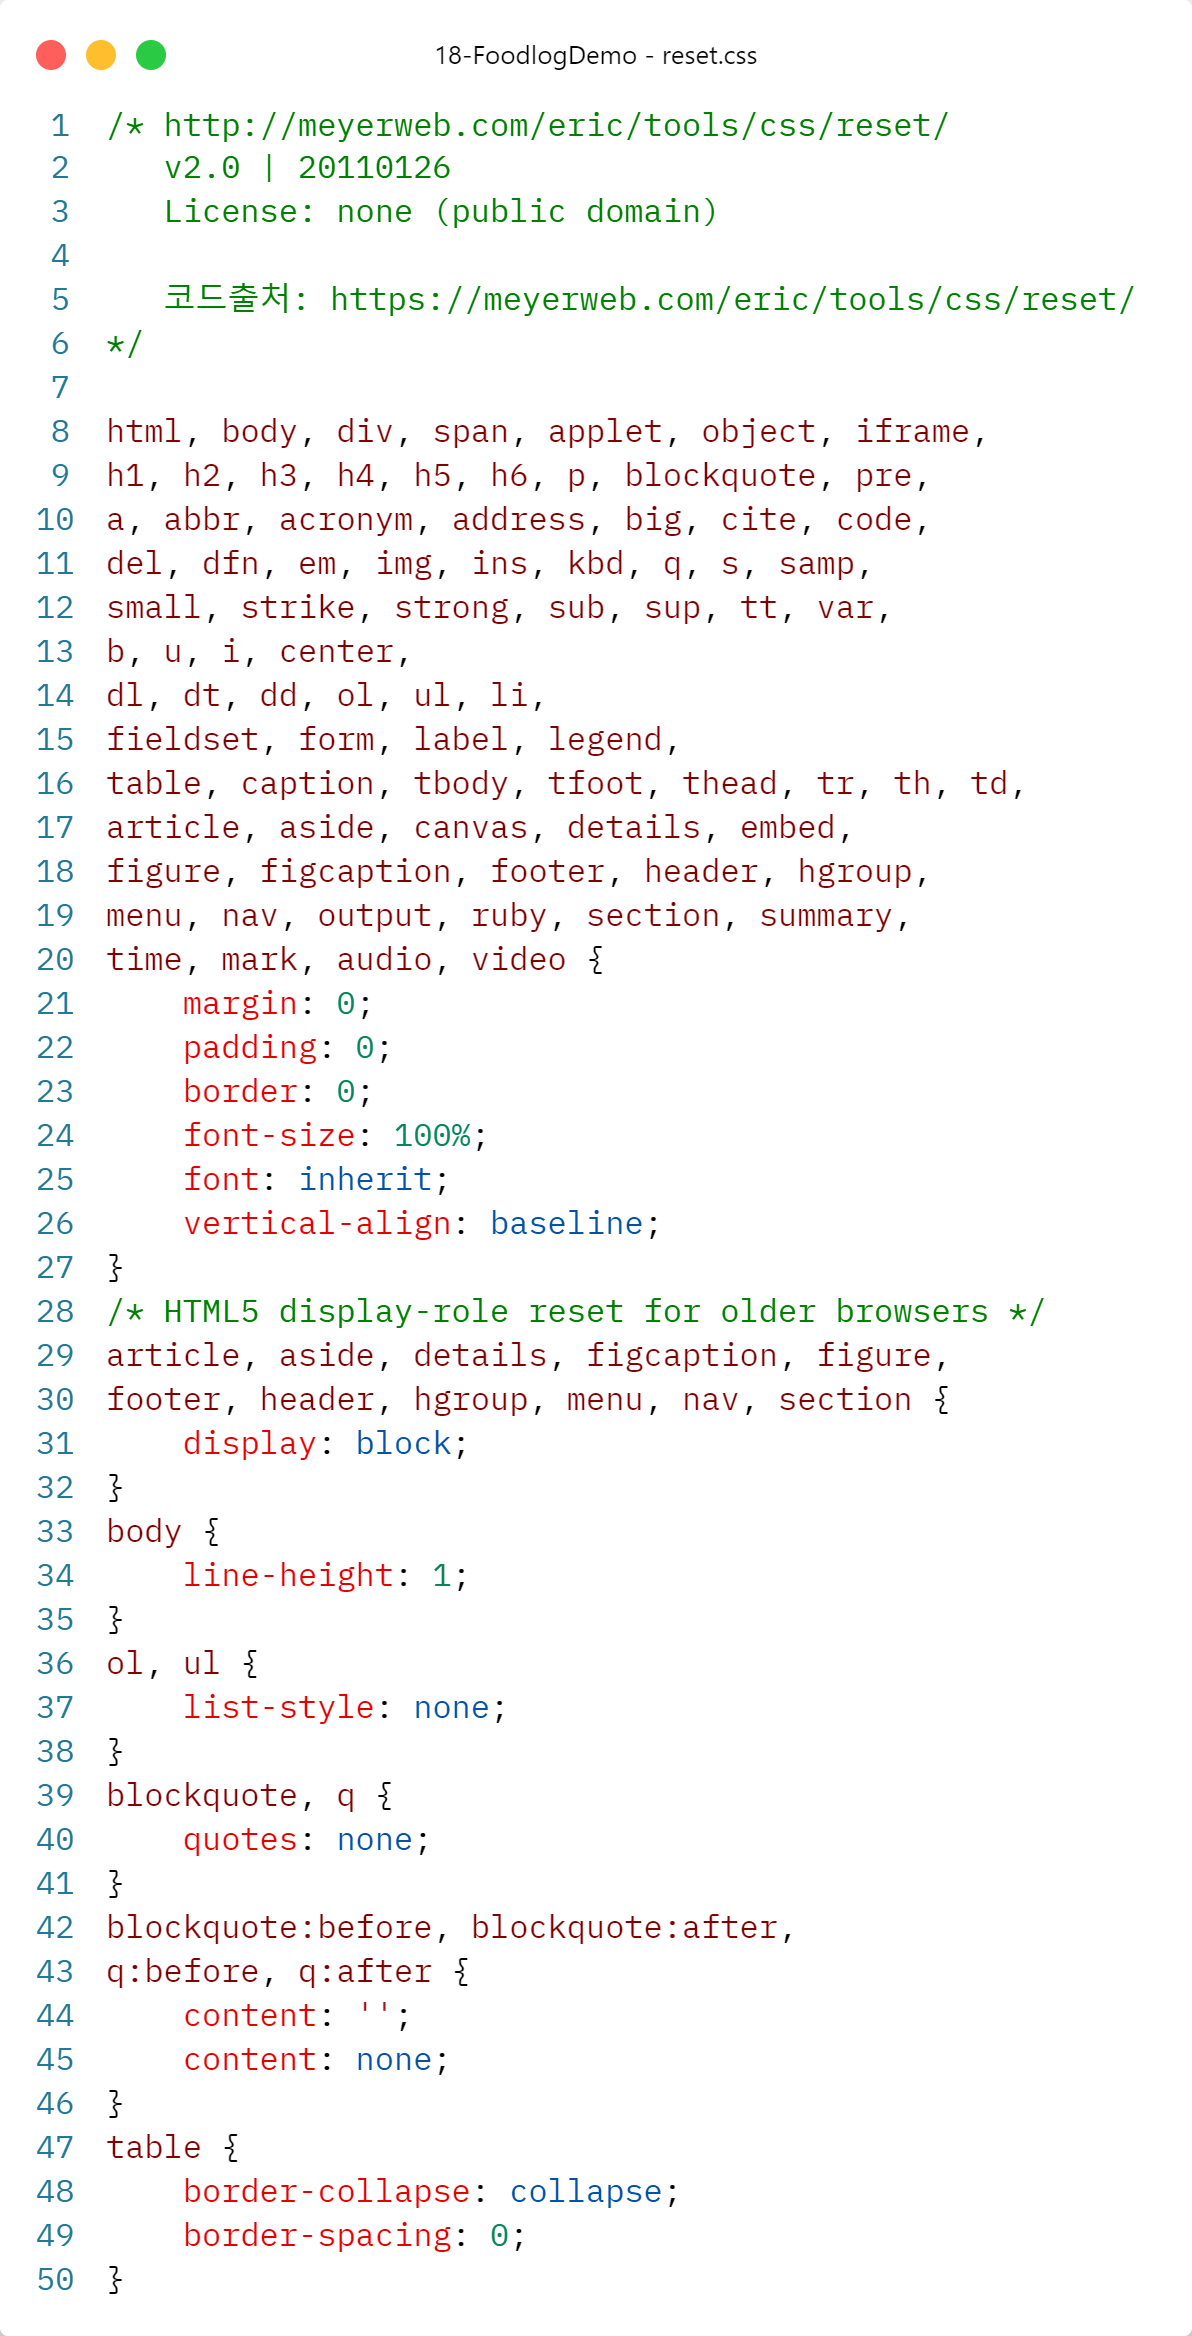 18-FoodlogDemo - reset.css
1 /* http://meyerweb.com/eric/tools/css/reset/
2    v2.0 | 20110126
3    License: none (public domain)
4
5    코드출처: https://meyerweb.com/eric/tools/css/reset/
6 */
7
8 html, body, div, span, applet, object, iframe,
9 h1, h2, h3, h4, h5, h6, p, blockquote, pre,
10 a, abbr, acronym, address, big, cite, code,
11 del, dfn, em, img, ins, kbd, q, s, samp,
12 small, strike, strong, sub, sup, tt, var,
13 b, u, i, center,
14 dl, dt, dd, ol, ul, li,
15 fieldset, form, label, legend,
16 table, caption, tbody, tfoot, thead, tr, th, td,
17 article, aside, canvas, details, embed,
18 figure, figcaption, footer, header, hgroup,
19 menu, nav, output, ruby, section, summary,
20 time, mark, audio, video {
21     margin: 0;
22     padding: 0;
23     border: 0;
24     font-size: 100%;
25     font: inherit;
26     vertical-align: baseline;
27 }
28 /* HTML5 display-role reset for older browsers */
29 article, aside, details, figcaption, figure,
30 footer, header, hgroup, menu, nav, section {
31     display: block;
32 }
33 body {
34     line-height: 1;
35 }
36 ol, ul {
37     list-style: none;
38 }
39 blockquote, q {
40     quotes: none;
41 }
42 blockquote:before, blockquote:after,
43 q:before, q:after {
44     content: '';
45     content: none;
46 }
47 table {
48     border-collapse: collapse;
49     border-spacing: 0;
50 }